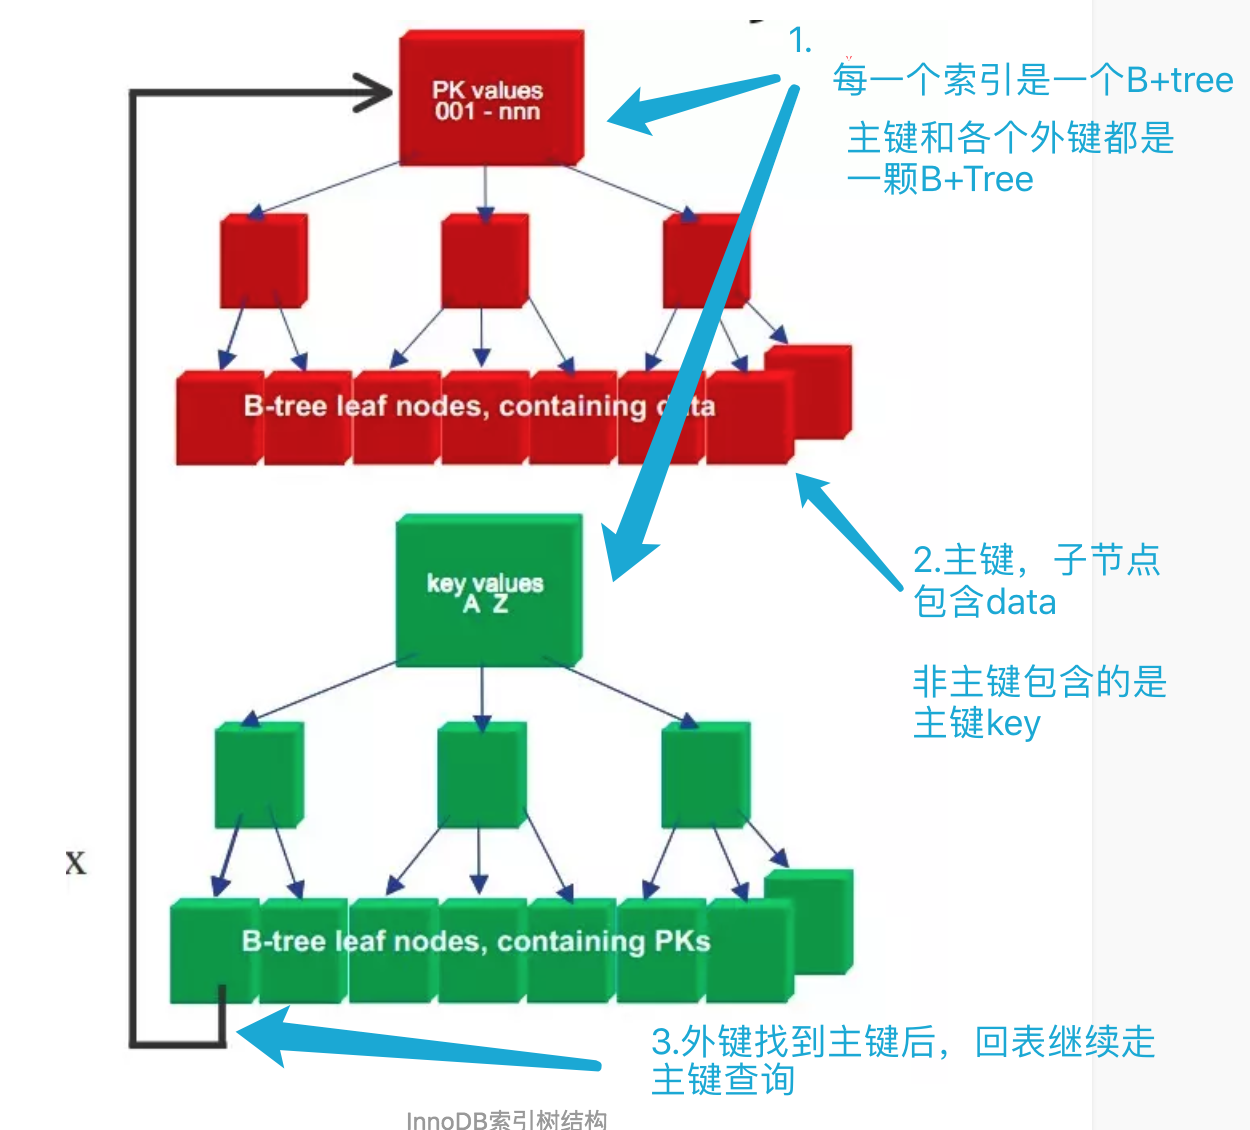 1.
每一个索引是一个B+tree
主键和各个外键都是
一颗B+Tree
PK values
001 - nnn
B-tree leaf nodes, containing data
key values
A Z
2.主键，子节点
包含data
非主键包含的是
主键key
X
B-tree leaf nodes, containing PKs
3.外键找到主键后，回表继续走
主键查询
InnoDB索引树结构